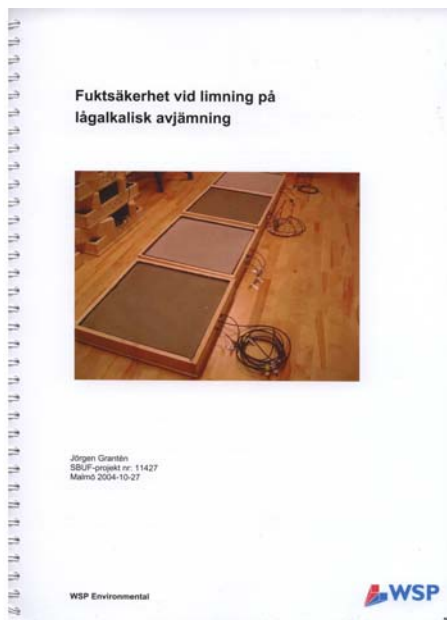 Fuktsäkerhet vid limning på
lågalkalisk avjämning
Jörgen Grantén
SBUF-projekt nr: 11427
Malmö 2004-10-27
WSP Environmental
WSP